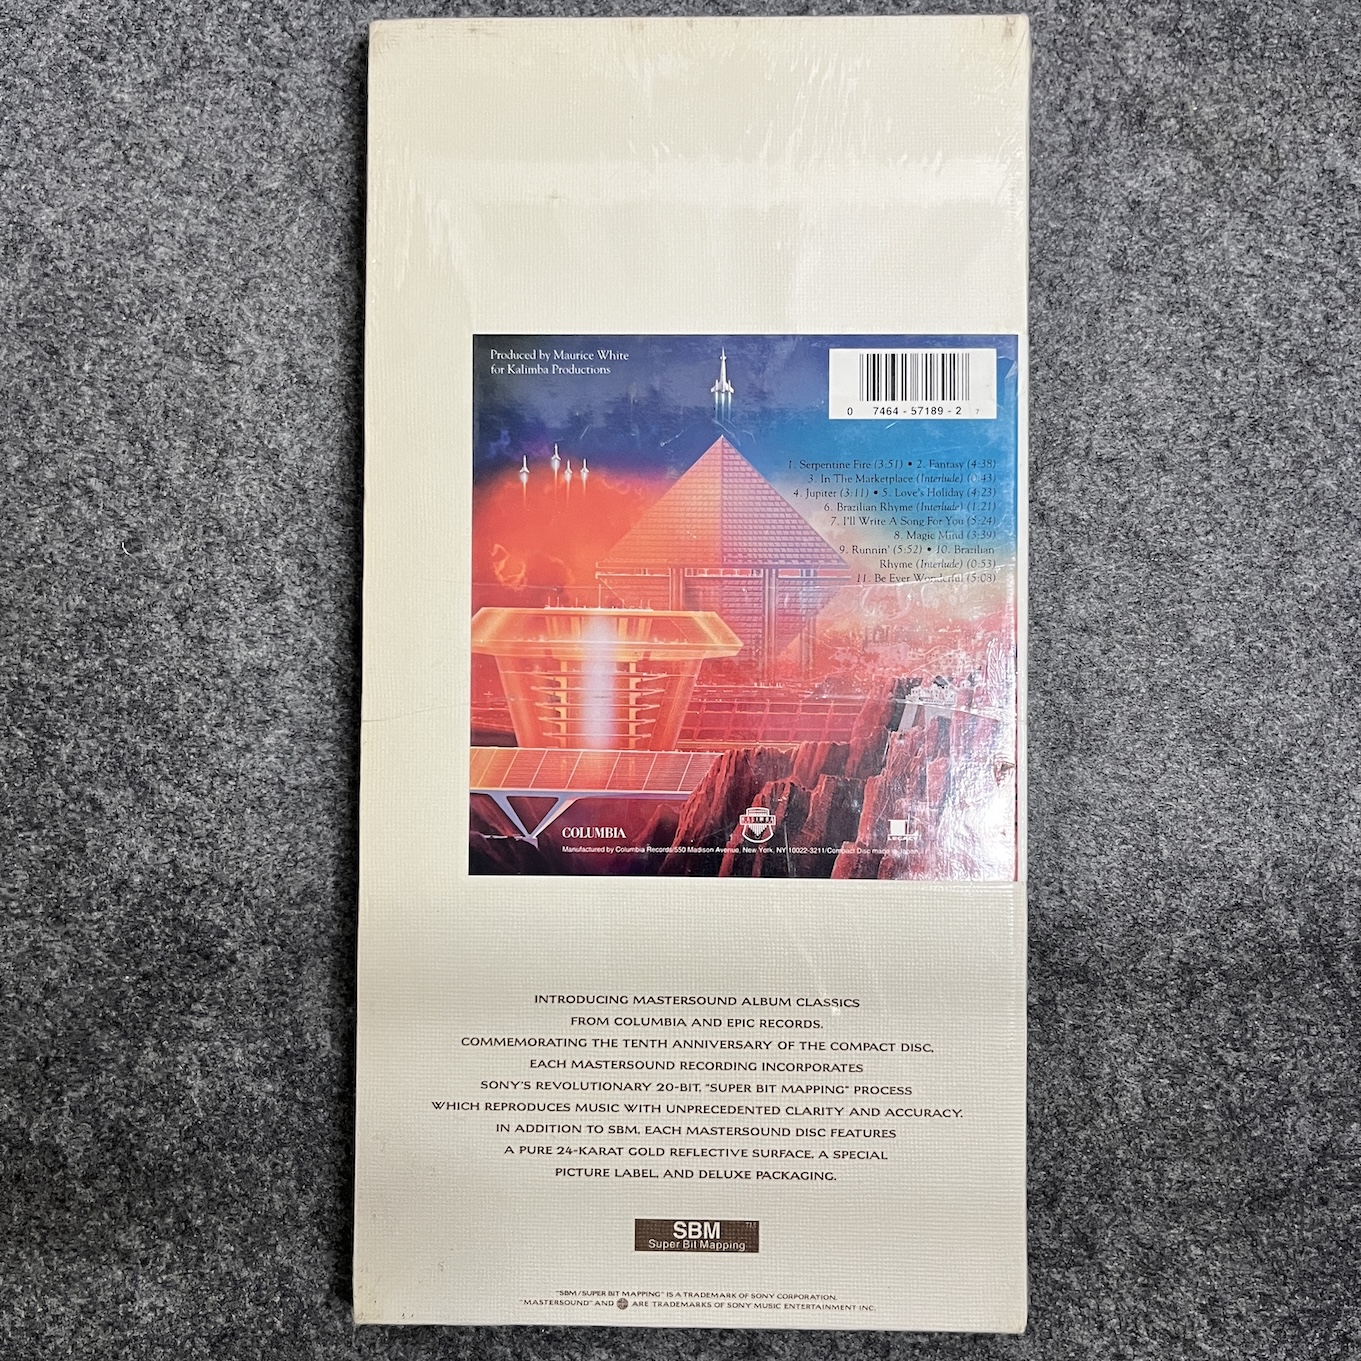 Produced by Maurice White
for Kalimba Productions
0 7464 - 57189 - 2 7
1. Serpentine Fire (3:51) • 2. Fantasy (4:38)
3. In The Marketplace (Interlude) (0:43)
4. Jupiter (3:11) • 5. Love's Holiday (4:23)
6. Brazilian Rhyme (Interlude) (1:21)
7. I'll Write A Song For You (5:24)
8. Magic Mind (3:39)
9. Runnin' (5:52) • 10. Brazilian
Rhyme (Interlude) (0:53)
11. Be Ever Wonderful (5:08)
COLUMBIA
KALIMBA
LEGACY
Manufactured by Columbia Records/550 Madison Avenue, New York, NY 10022-3211/Compact Disc made in Japan
INTRODUCING MASTERSOUND ALBUM CLASSICS
FROM COLUMBIA AND EPIC RECORDS.
COMMEMORATING THE TENTH ANNIVERSARY OF THE COMPACT DISC,
EACH MASTERSOUND RECORDING INCORPORATES
SONY'S REVOLUTIONARY 20-BIT, "SUPER BIT MAPPING" PROCESS
WHICH REPRODUCES MUSIC WITH UNPRECEDENTED CLARITY AND ACCURACY.
IN ADDITION TO SBM, EACH MASTERSOUND DISC FEATURES
A PURE 24-KARAT GOLD REFLECTIVE SURFACE, A SPECIAL
PICTURE LABEL, AND DELUXE PACKAGING.
SBM TM
Super Bit Mapping
"SBM/SUPER BIT MAPPING" IS A TRADEMARK OF SONY CORPORATION.
"MASTERSOUND" AND ARE TRADEMARKS OF SONY MUSIC ENTERTAINMENT INC.